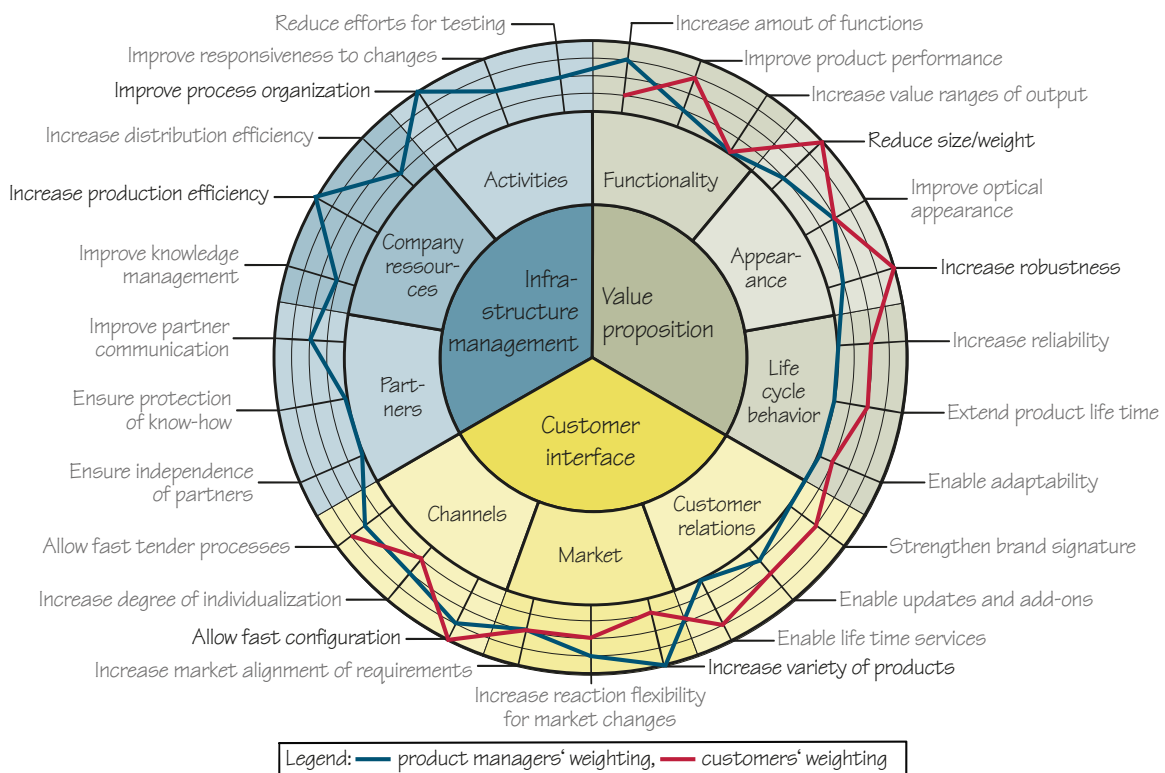 Reduce efforts for testing
Increase amout of functions
Improve responsiveness to changes
Improve product performance
Improve process organization
Increase value ranges of output
Increase distribution efficiency
Reduce size/weight
Increase production efficiency
Improve optical
appearance
Improve knowledge
management
Increase robustness
Improve partner
communication
Increase reliability
Ensure protection
of know-how
Extend product life time
Ensure independence
of partners
Enable adaptability
Allow fast tender processes
Strengthen brand signature
Increase degree of individualization
Enable updates and add-ons
Allow fast configuration
Enable life time services
Increase market alignment of requirements
Increase variety of products
Increase reaction flexibility
for market changes
Activities
Functionality
Company
ressour-
ces
Appear-
ance
Part-
ners
Life
cycle
behavior
Channels
Market
Customer
relations
Infra-
structure
management
Value
proposition
Customer
interface
Legend: product managers' weighting, customers' weighting